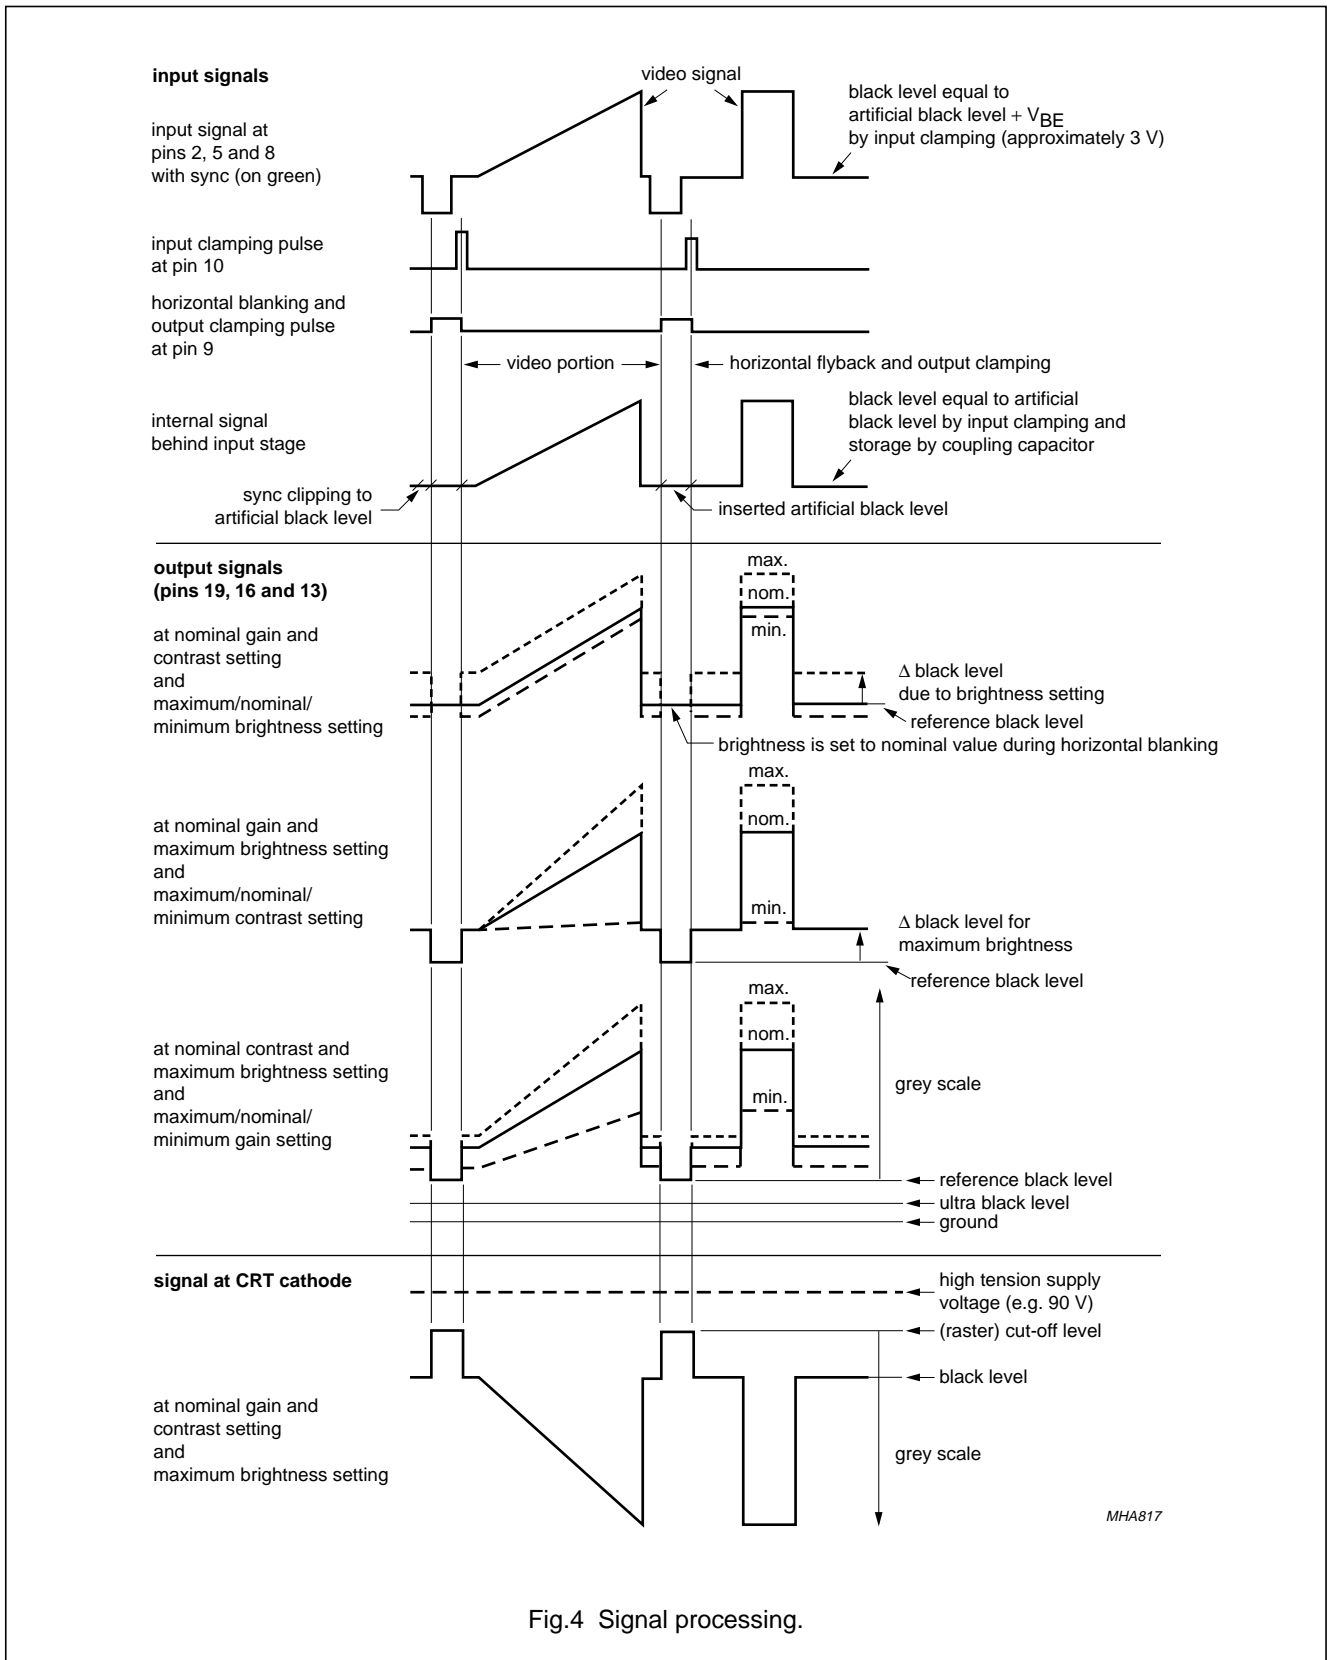 input signals
video signal
black level equal to
artificial black level + VBE
by input clamping (approximately 3 V)
input signal at
pins 2, 5 and 8
with sync (on green)
input clamping pulse
at pin 10
horizontal blanking and
output clamping pulse
at pin 9
video portion
horizontal flyback and output clamping
internal signal
behind input stage
black level equal to artificial
black level by input clamping and
storage by coupling capacitor
sync clipping to
artificial black level
inserted artificial black level
output signals
(pins 19, 16 and 13)
max.
nom.
min.
at nominal gain and
contrast setting
and
maximum/nominal/
minimum brightness setting
Δ black level
due to brightness setting
reference black level
brightness is set to nominal value during horizontal blanking
max.
nom.
min.
at nominal gain and
maximum brightness setting
and
maximum/nominal/
minimum contrast setting
Δ black level for
maximum brightness
reference black level
max.
nom.
min.
at nominal contrast and
maximum brightness setting
and
maximum/nominal/
minimum gain setting
grey scale
reference black level
ultra black level
ground
signal at CRT cathode
high tension supply
voltage (e.g. 90 V)
(raster) cut-off level
black level
at nominal gain and
contrast setting
and
maximum brightness setting
grey scale
MHA817
Fig.4 Signal processing.